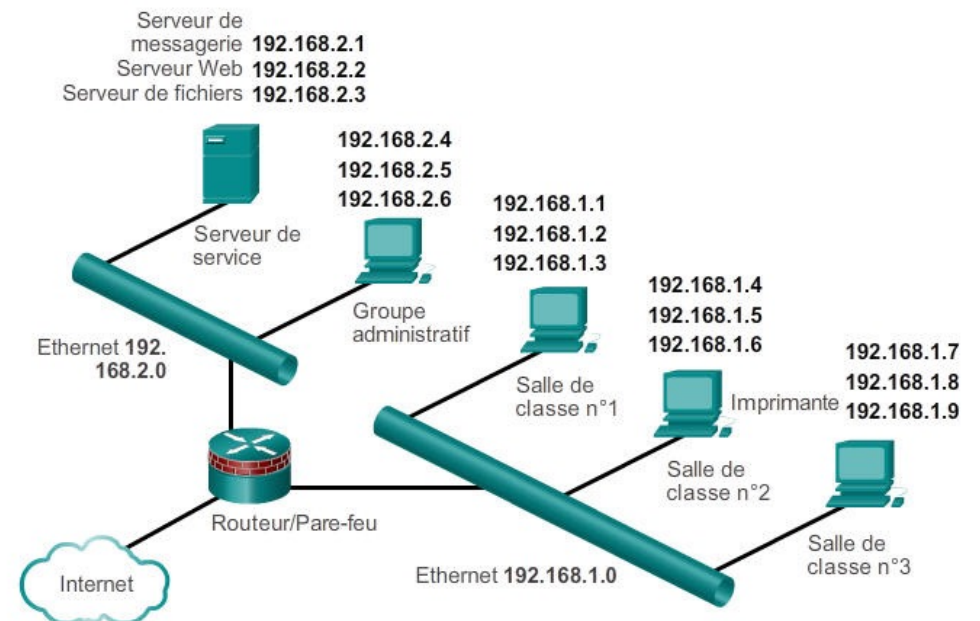 Serveur de
messagerie 192.168.2.1
Serveur Web 192.168.2.2
Serveur de fichiers 192.168.2.3
192.168.2.4
192.168.2.5
192.168.2.6
Serveur de
service
192.168.1.1
192.168.1.2
192.168.1.3
Groupe
administratif
192.168.1.4
192.168.1.5
192.168.1.6
Ethernet 192.
168.2.0
Salle de
classe n°1
192.168.1.7
192.168.1.8
Imprimante 192.168.1.9
Salle de
classe n°2
Routeur/Pare-feu
Salle de
classe n°3
Internet
Ethernet 192.168.1.0